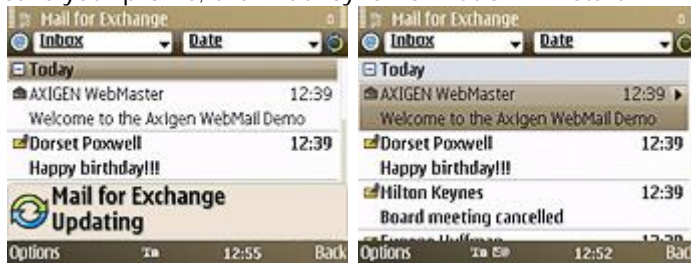 Mail for Exchange
Inbox Date
Today
AXIGEN WebMaster 12:39
Welcome to the Axigen WebMail Demo
Dorset Poxwell 12:39
Happy birthday!!!
Mail for Exchange
Updating
Options 12:55 Back
Mail for Exchange
Inbox Date
Today
AXIGEN WebMaster 12:39
Welcome to the Axigen WebMail Demo
Dorset Poxwell 12:39
Happy birthday!!!
Hilton Keynes 12:39
Board meeting cancelled
Options 12:52